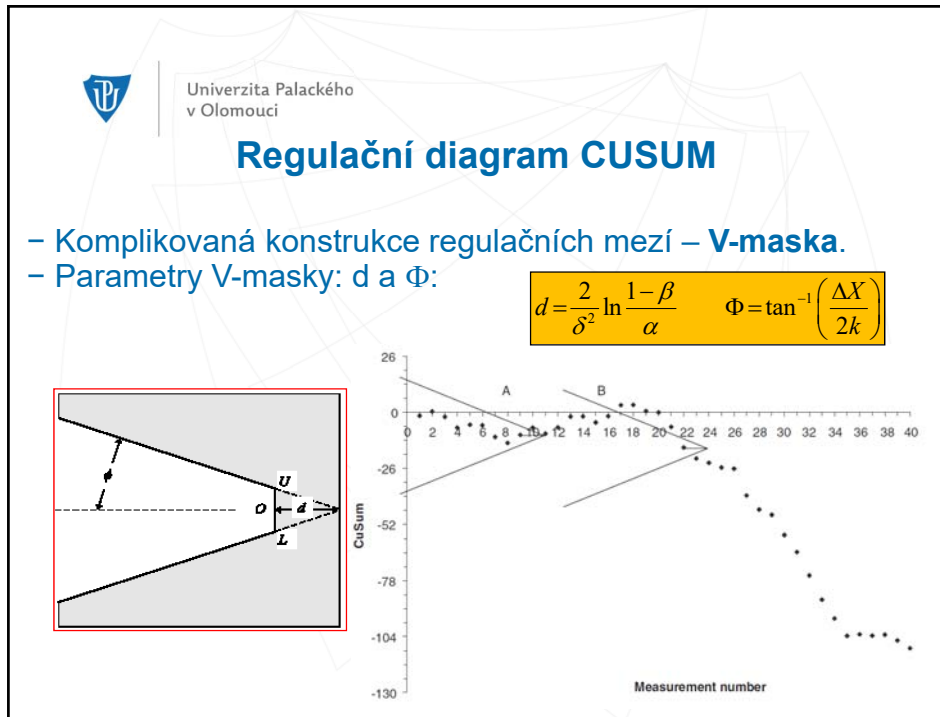 Univerzita Palackého
v Olomouci
Regulační diagram CUSUM
– Komplikovaná konstrukce regulačních mezí – V-maska.
– Parametry V-masky: d a Φ:
d = 2/δ² ln (1 − β)/α    Φ = tan⁻¹(ΔX/2k)
ϕ
U
O
d
L
CuSum
26
0
-26
-52
-78
-104
-130
A
B
0 2 4 6 8 10 12 14 16 18 20 22 24 26 28 30 32 34 36 38 40
Measurement number